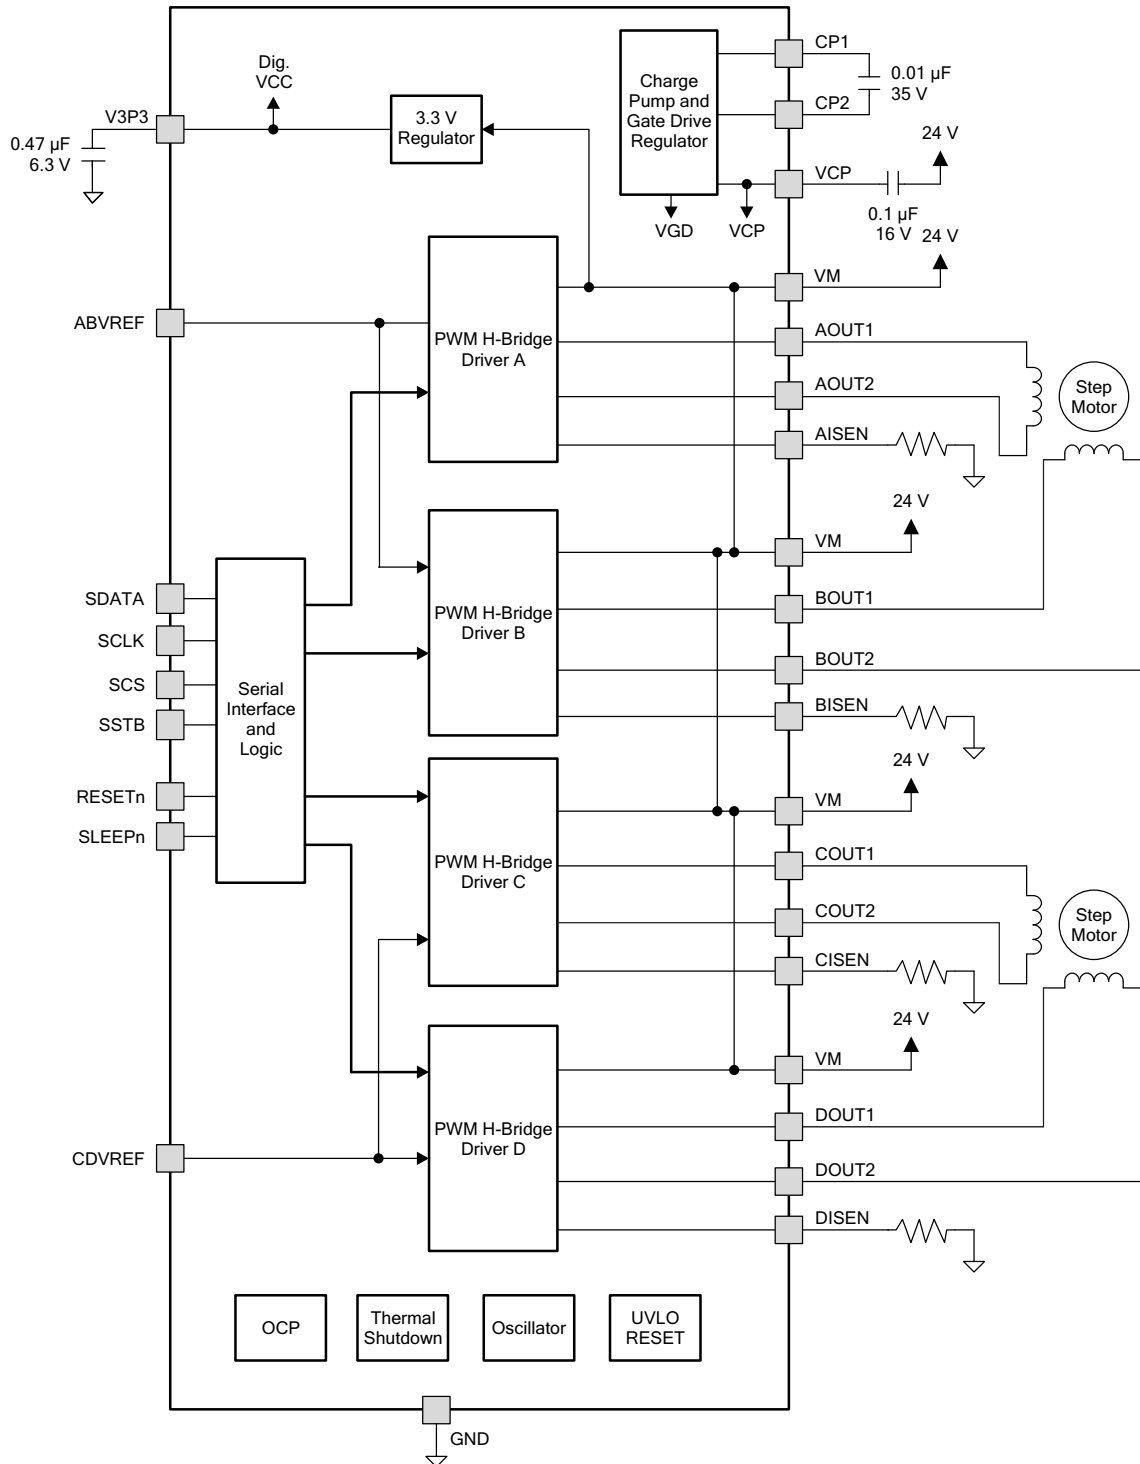 CP1
0.01 µF
35 V
CP2
Charge
Pump and
Gate Drive
Regulator
Dig.
VCC
V3P3
3.3 V
Regulator
0.47 µF
6.3 V
24 V
VCP
0.1 µF
16 V
VGD
VCP
24 V
VM
ABVREF
PWM H-Bridge
Driver A
AOUT1
AOUT2
Step
Motor
AISEN
24 V
VM
SDATA
SCLK
SCS
SSTB
RESETn
SLEEPn
Serial
Interface
and
Logic
PWM H-Bridge
Driver B
BOUT1
BOUT2
BISEN
24 V
VM
PWM H-Bridge
Driver C
COUT1
COUT2
Step
Motor
CISEN
24 V
VM
CDVREF
PWM H-Bridge
Driver D
DOUT1
DOUT2
DISEN
OCP
Thermal
Shutdown
Oscillator
UVLO
RESET
GND